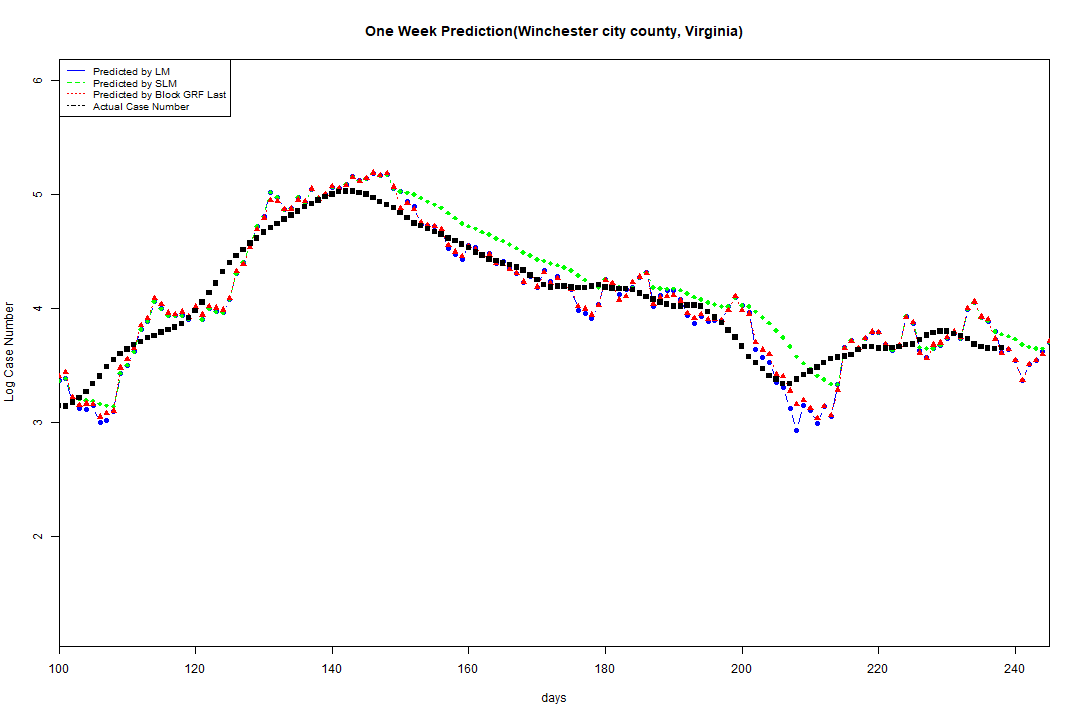 One Week Prediction(Winchester city county, Virginia)
Predicted by LM
Predicted by SLM
Predicted by Block GRF Last
Actual Case Number
6
5
4
3
2
Log Case Number
100 120 140 160 180 200 220 240
days